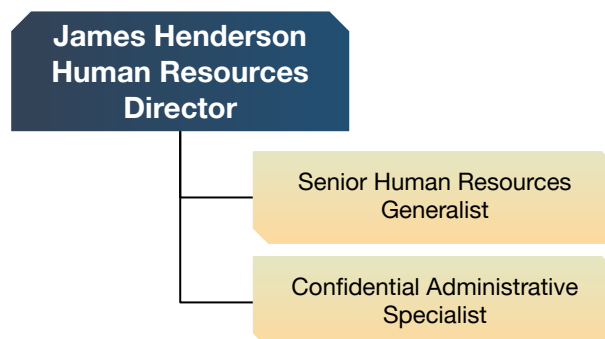 James Henderson
Human Resources
Director
Senior Human Resources
Generalist
Confidential Administrative
Specialist